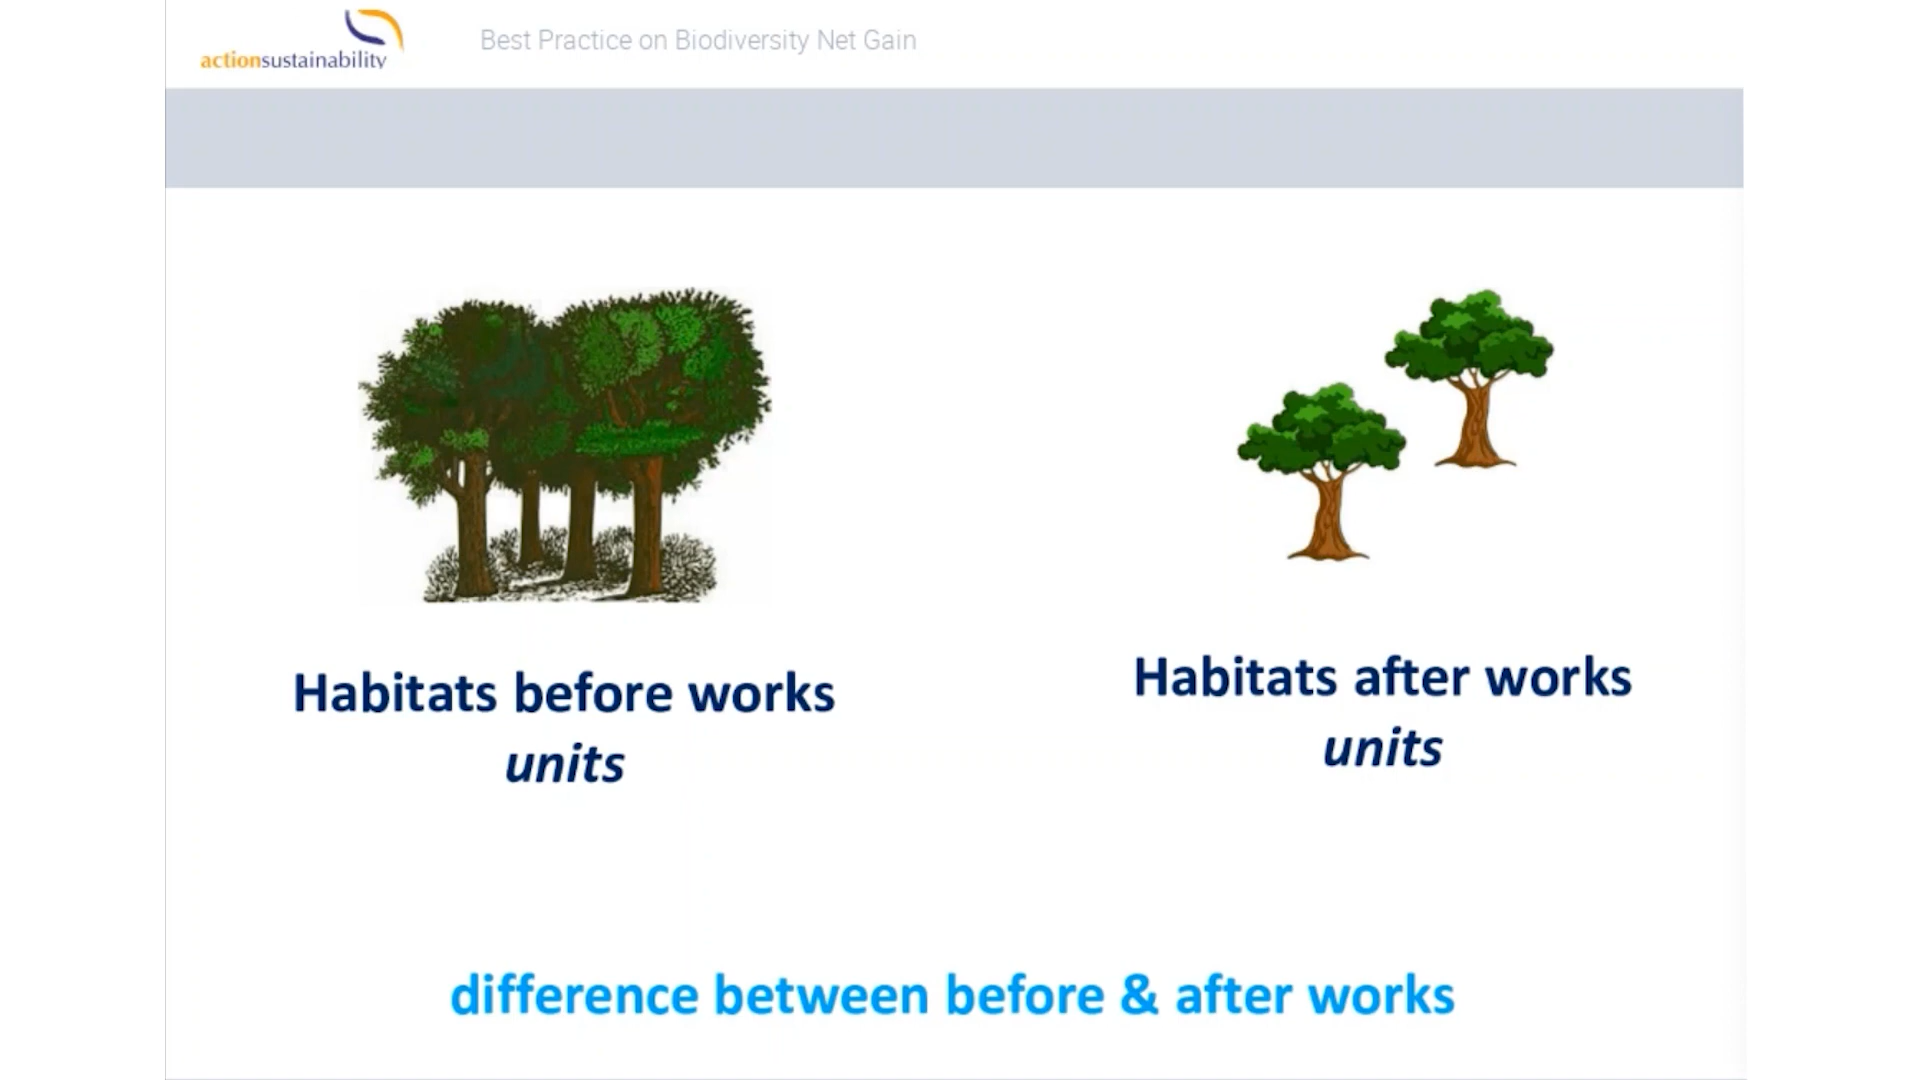 actionsustainability
Best Practice on Biodiversity Net Gain
Habitats before works
units
Habitats after works
units
difference between before & after works